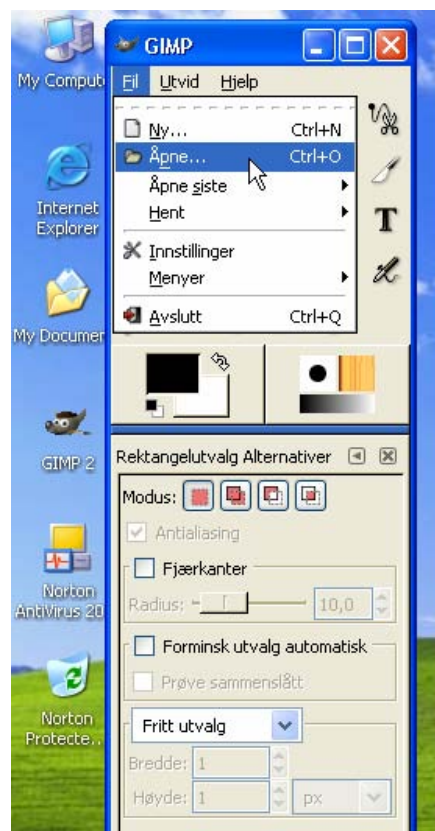 My Compute
Internet
Explorer
My Documen
GIMP 2
Norton
AntiVirus 20
Norton
Protecte..
GIMP
Fil Utvid Hjelp
Ny... Ctrl+N
Åpne... Ctrl+O
Åpne siste
Hent
Innstillinger
Menyer
Avslutt Ctrl+Q
T
Rektangelutvalg Alternativer
Modus:
Antialiasing
Fjærkanter
Radius: 10,0
Forminsk utvalg automatisk
Prøve sammenslått
Fritt utvalg
Bredde: 1
Høyde: 1 px